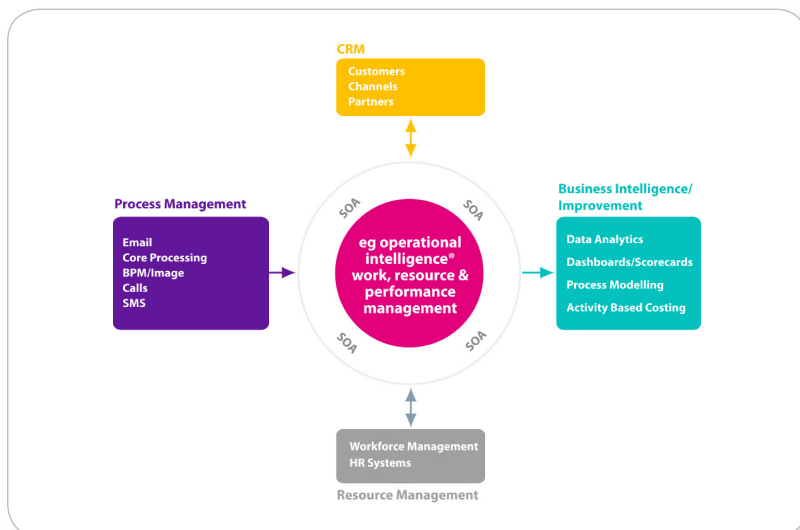 CRM
Customers
Channels
Partners
Process Management
Email
Core Processing
BPM/Image
Calls
SMS
SOA
SOA
eg operational
intelligence®
work, resource &
performance
management
SOA
SOA
Business Intelligence/
Improvement
Data Analytics
Dashboards/Scorecards
Process Modelling
Activity Based Costing
Workforce Management
HR Systems
Resource Management